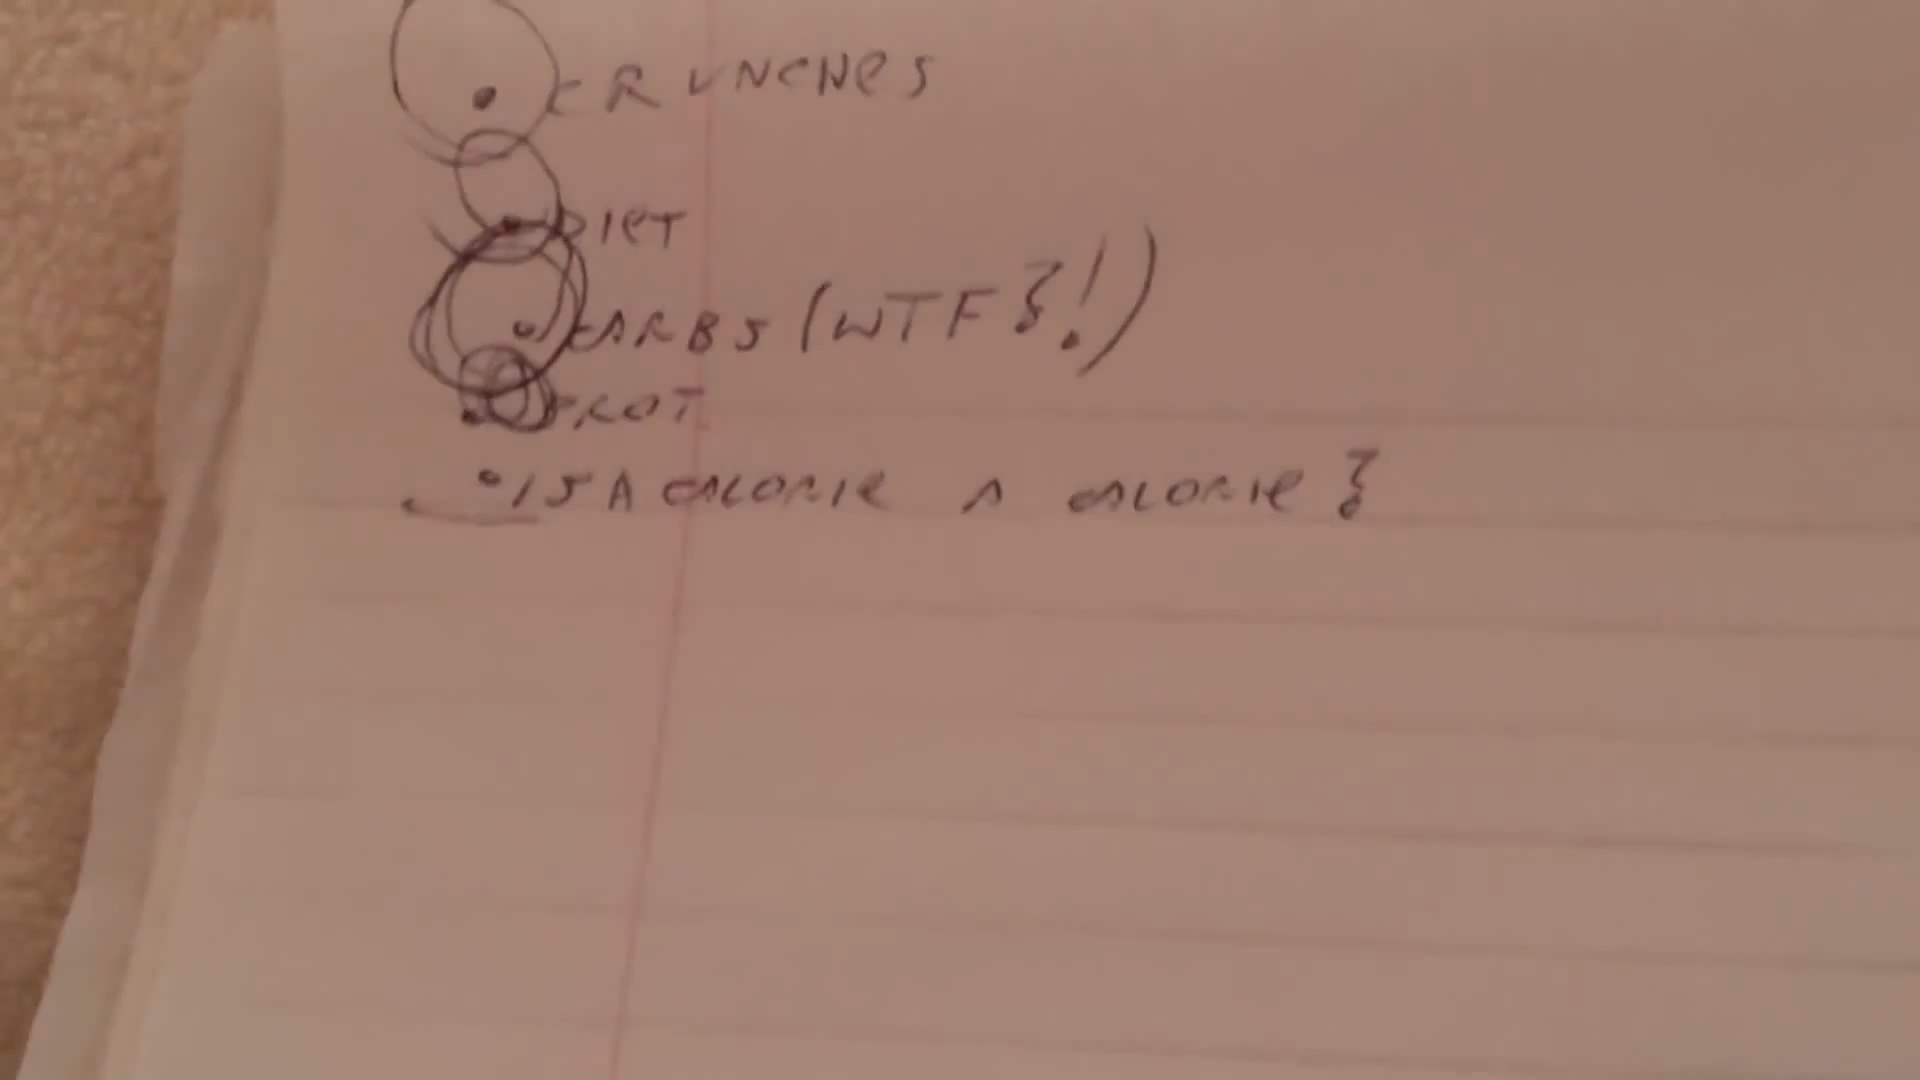 • CRUNCHES
• DIET
• CARBS (WTF?!)
• PROT.
• IS A CALORIE A CALORIE?